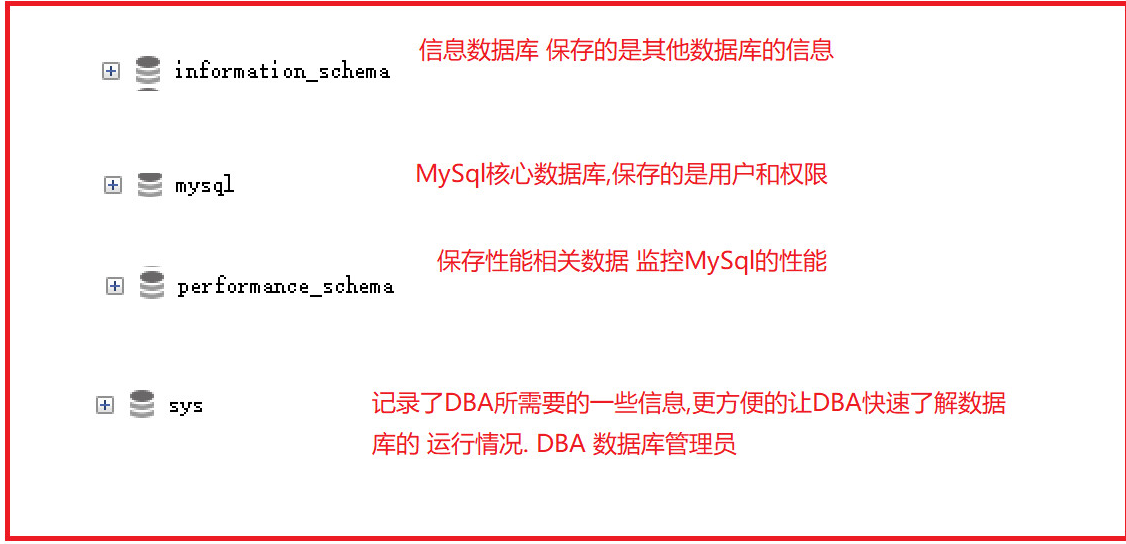 信息数据库 保存的是其他数据库的信息
information_schema
MySql核心数据库,保存的是用户和权限
mysql
保存性能相关数据 监控MySql的性能
performance_schema
sys
记录了DBA所需要的一些信息,更方便的让DBA快速了解数据
库的 运行情况. DBA 数据库管理员